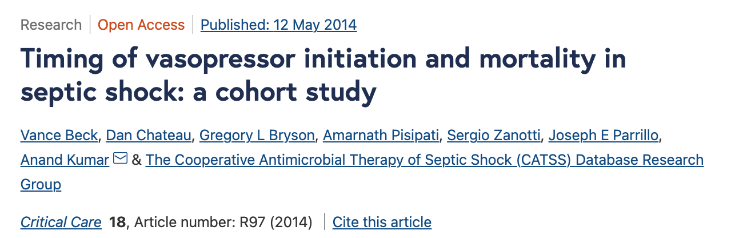 Research | Open Access | Published: 12 May 2014
Timing of vasopressor initiation and mortality in
septic shock: a cohort study
Vance Beck, Dan Chateau, Gregory L Bryson, Amarnath Pisipati, Sergio Zanotti, Joseph E Parrillo,
Anand Kumar & The Cooperative Antimicrobial Therapy of Septic Shock (CATSS) Database Research
Group
Critical Care 18, Article number: R97 (2014) | Cite this article